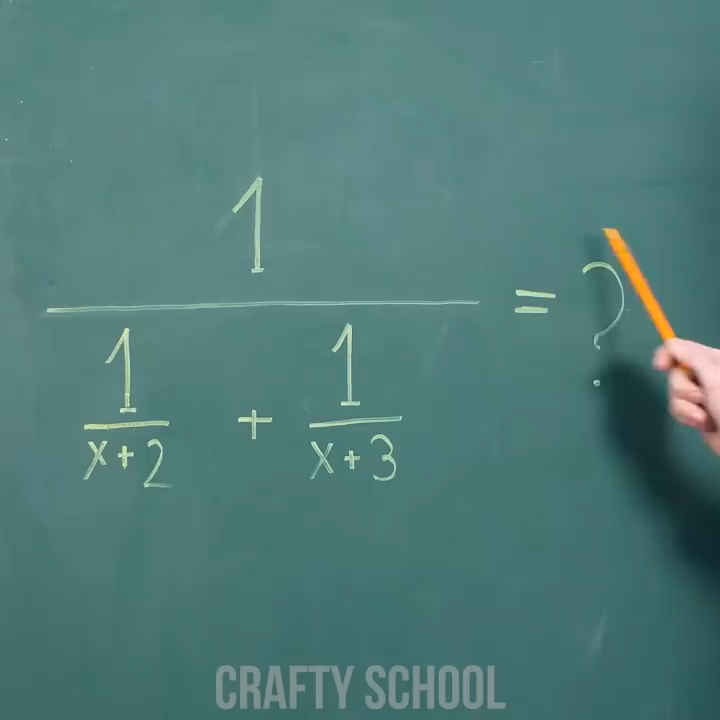 1
1 + 1 = ?
x+2 x+3
CRAFTY SCHOOL